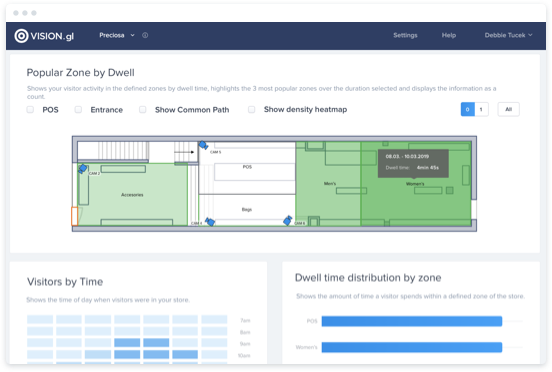 VISION.gl
Preciosa
Settings
Help
Debbie Tucek
Popular Zone by Dwell
Shows your visitor activity in the defined zones by dwell time, highlights the 3 most popular zones over the duration selected and displays the information as a
count.
POS
Entrance
Show Common Path
Show density heatmap
0
1
All
CAM 5
08.03. - 10.03.2019
CAM 3
POS
Dwell time: 4min 45s
Men's
Women's
Accesories
Bags
CAM 4
CAM 6
Visitors by Time
Shows the time of day when visitors were in your store.
7am
8am
9am
10am
Dwell time distribution by zone
Shows the amount of time a visitor spends within a defined zone of the store.
POS
Women's